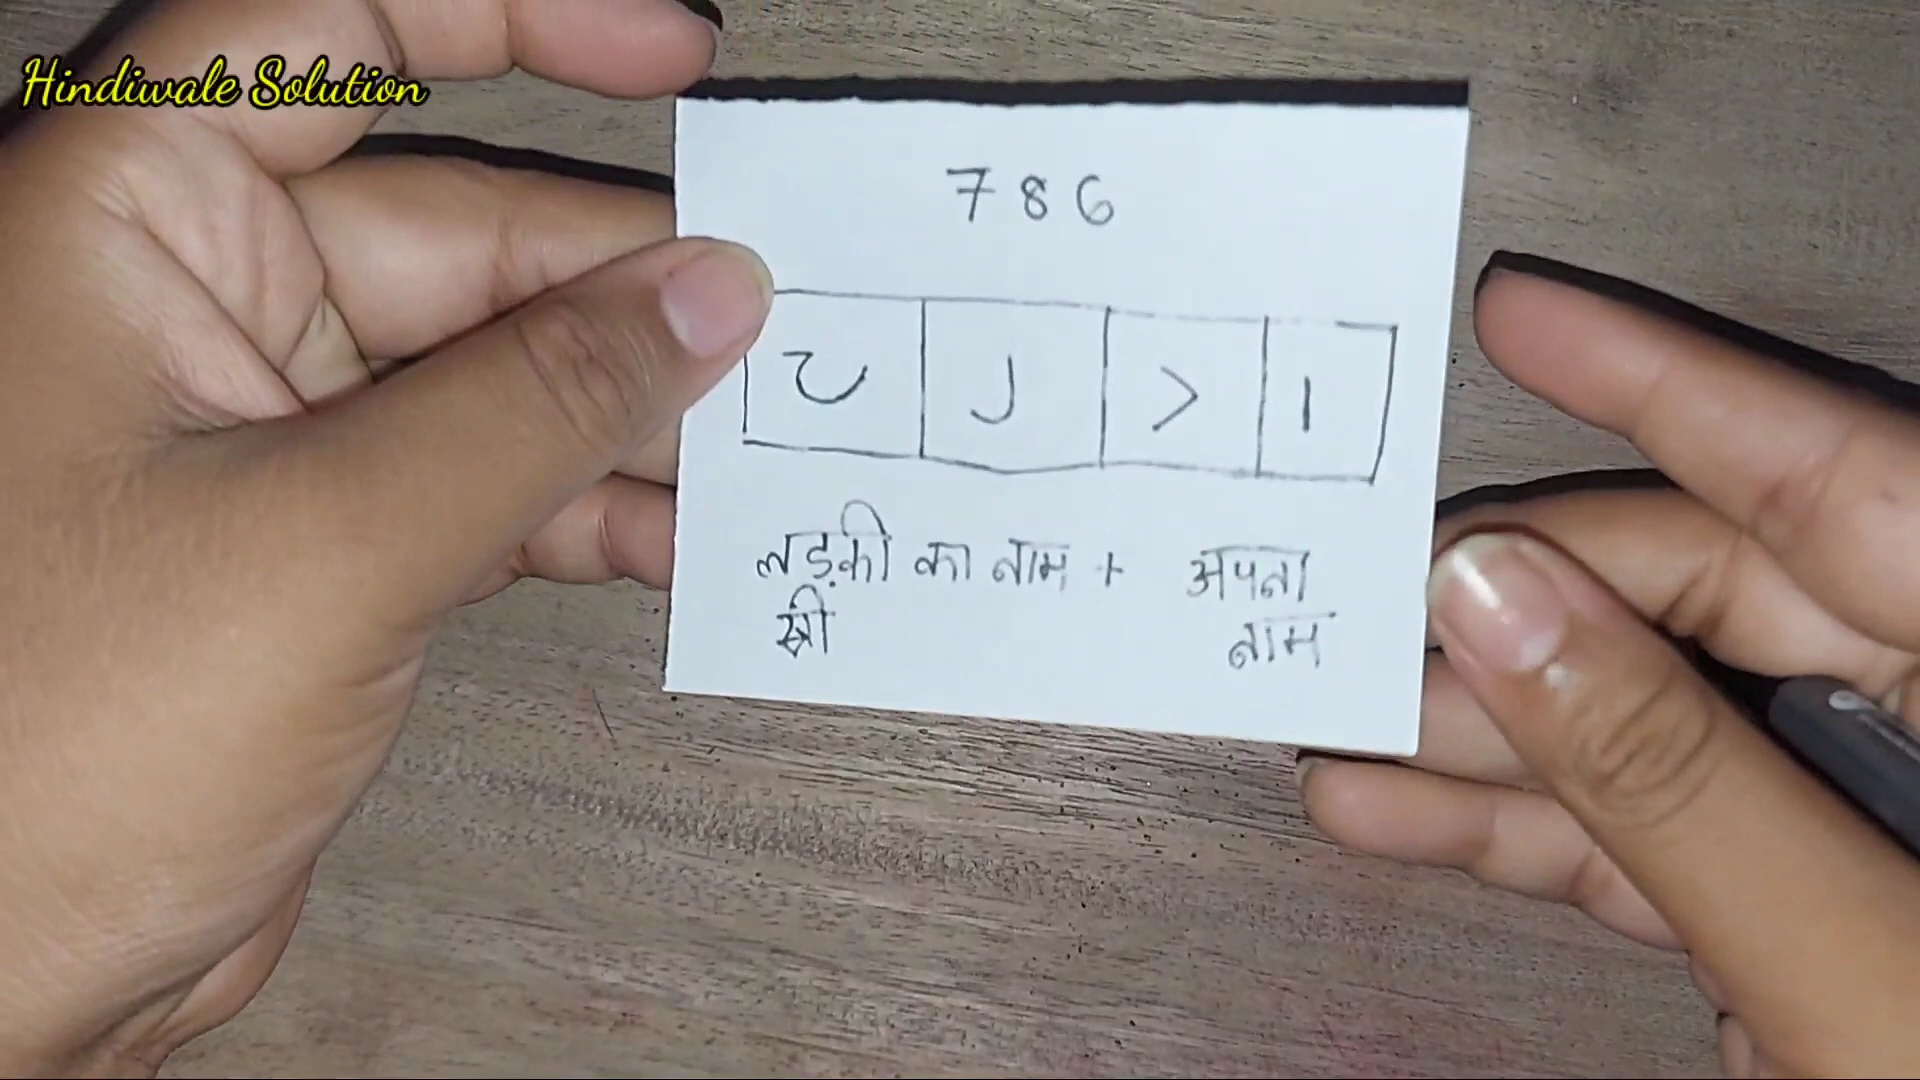 Hindiwale Solution
786
ح ل > ا
लड़की का नाम + अपना
स्त्री नाम